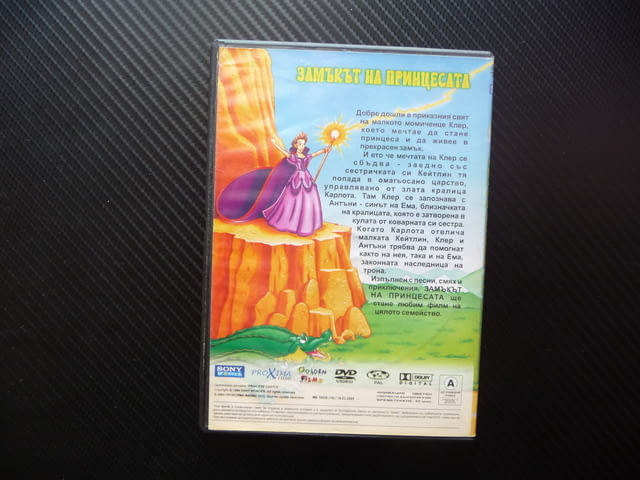 ЗАМЪКЪТ НА ПРИНЦЕСАТА
Добре дошли в приказния свят
на малкото момиченце Клер,
което мечтае да стане
принцеса и да живее в
прекрасен замък.
И ето че мечтата на Клер се
сбъдва - заедно със
сестричката си Кейтлин тя
попада в омагьосано царство,
управлявано от злата кралица
Карлота. Там Клер се запознава с
Антъни - синът на Ема, близначката
на кралицата, която е затворена в
кулата от коварната си сестра.
Когато Карлота отвлича
малката Кейтлин, Клер и
Антъни трябва да помогнат
както на нея, така и на Ема,
законната наследница на
трона.
Изпълнен с песни, смях и
приключения, ЗАМЪКЪТ
НА ПРИНЦЕСАТА ще
стане любим филм на
цялото семейство.
SONY WONDER
PROXIMA
GOLDEN FILMS
DVD VIDEO
PAL
DOLBY DIGITAL
A